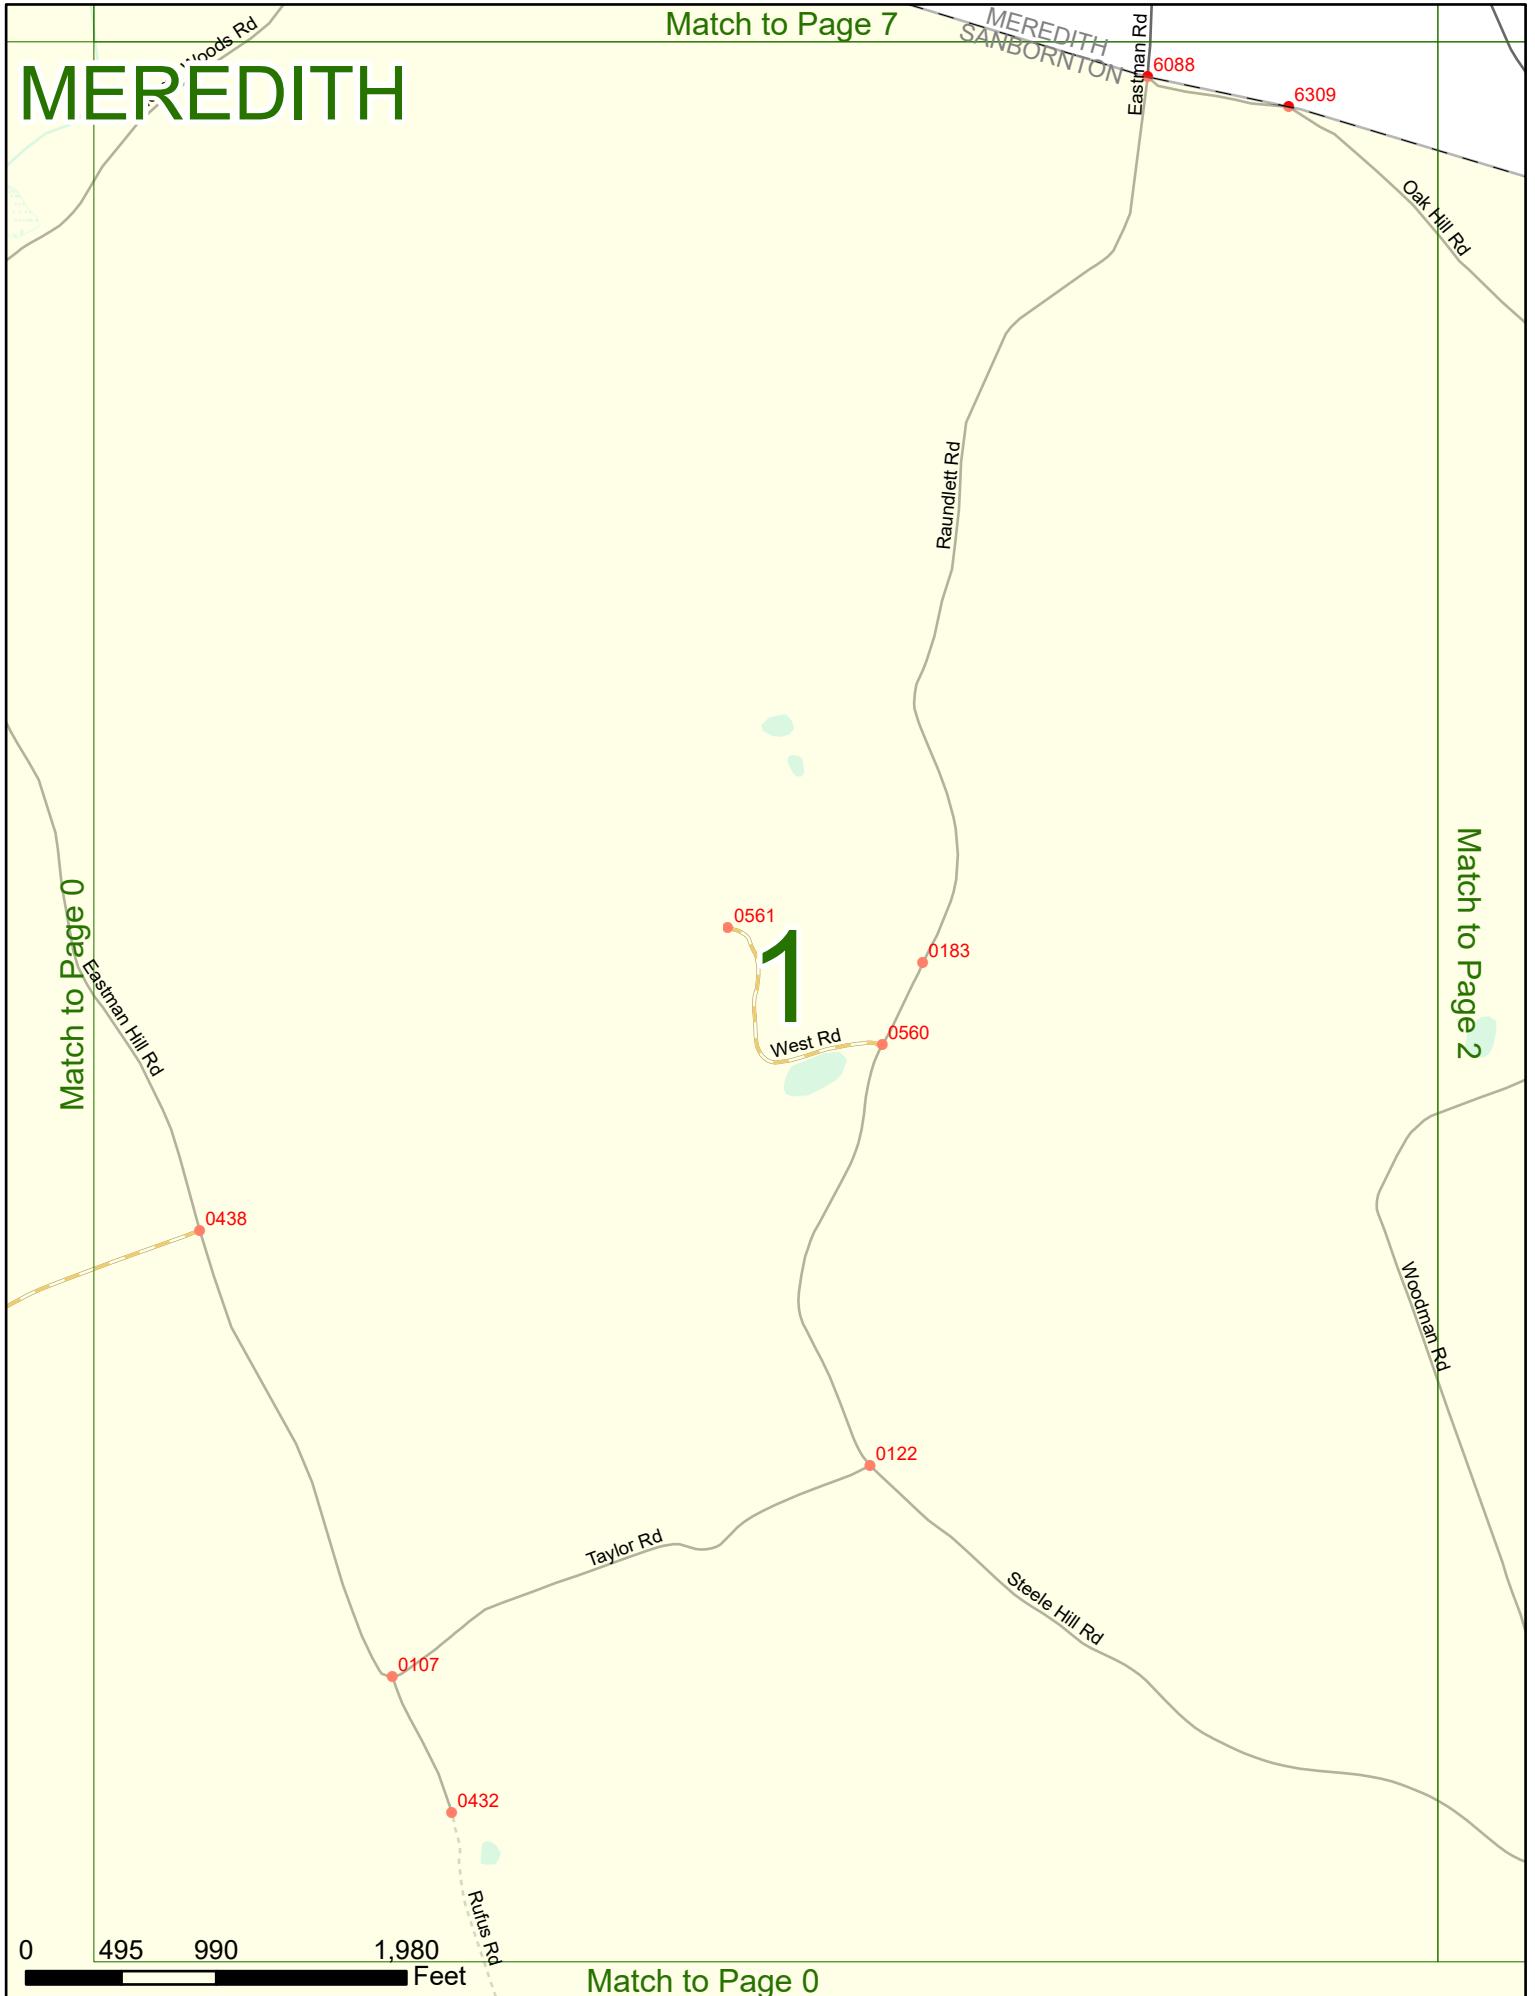 Match to Page 7
MEREDITH
Woods Rd
MEREDITH
SANBORNTON
Eastman Rd
6088
6309
Oak Hill Rd
Raundlett Rd
Match to Page 0
Match to Page 2
0561
1
0183
West Rd
0560
Eastman Hill Rd
0438
Woodman Rd
0122
Taylor Rd
Steele Hill Rd
0107
0432
Rufus Rd
0 495 990 1,980
Feet
Match to Page 0